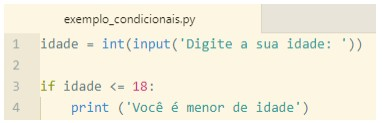 exemplo_condicionais.py
1 idade = int(input('Digite a sua idade: '))
2
3 if idade <= 18:
4     print ('Você é menor de idade')